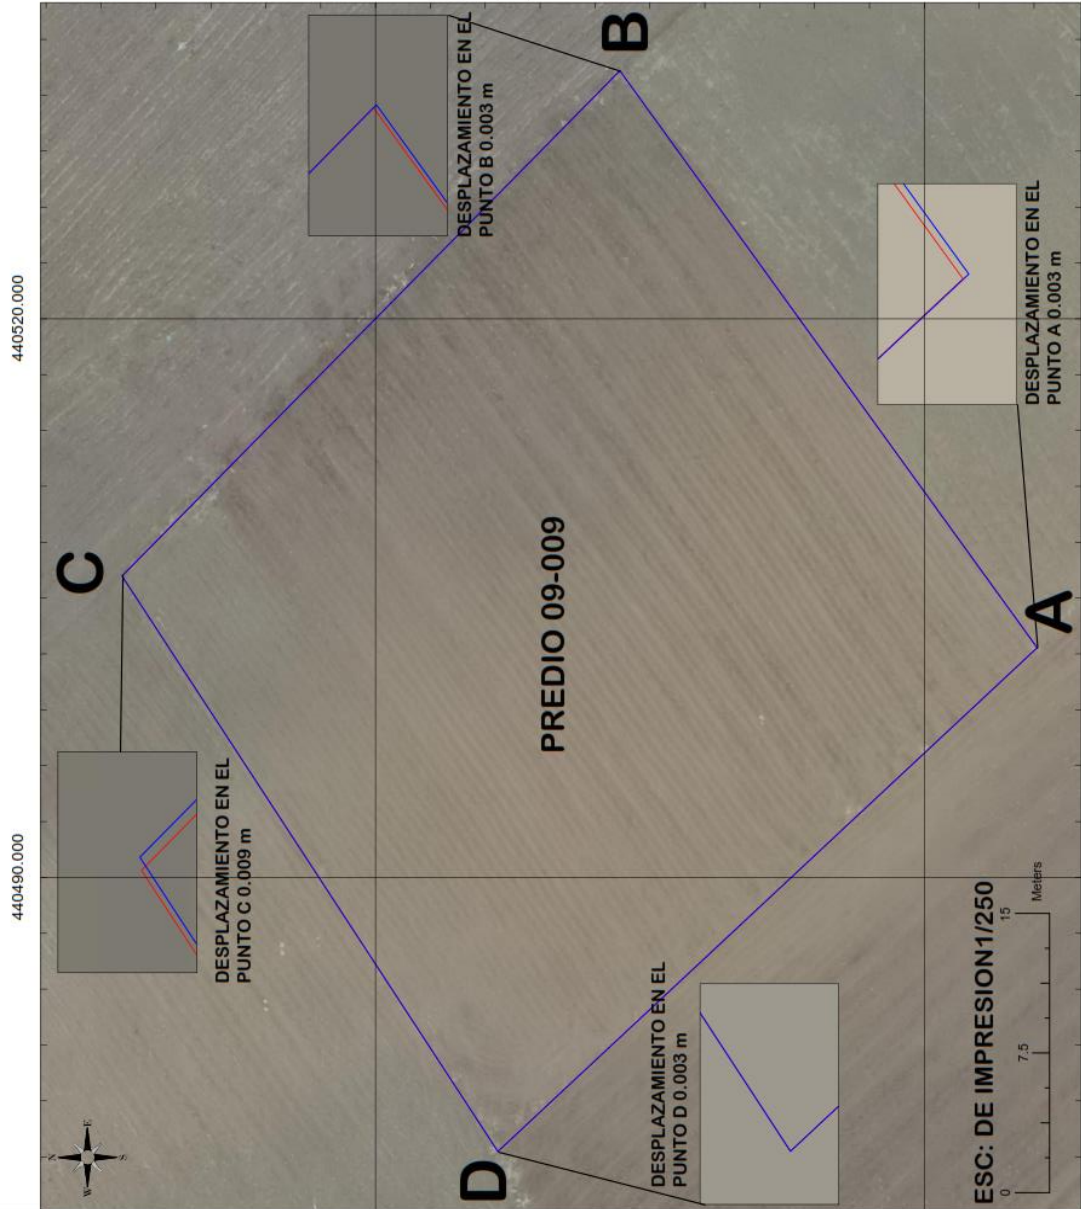 440490.000
440520.000
N
W
E
S
C
DESPLAZAMIENTO EN EL
PUNTO C 0.009 m
DESPLAZAMIENTO EN EL
PUNTO B 0.003 m
B
D
PREDIO 09-009
DESPLAZAMIENTO EN EL
PUNTO D 0.003 m
ESC: DE IMPRESION1/250
0
7.5
15
Meters
DESPLAZAMIENTO EN EL
PUNTO A 0.003 m
A